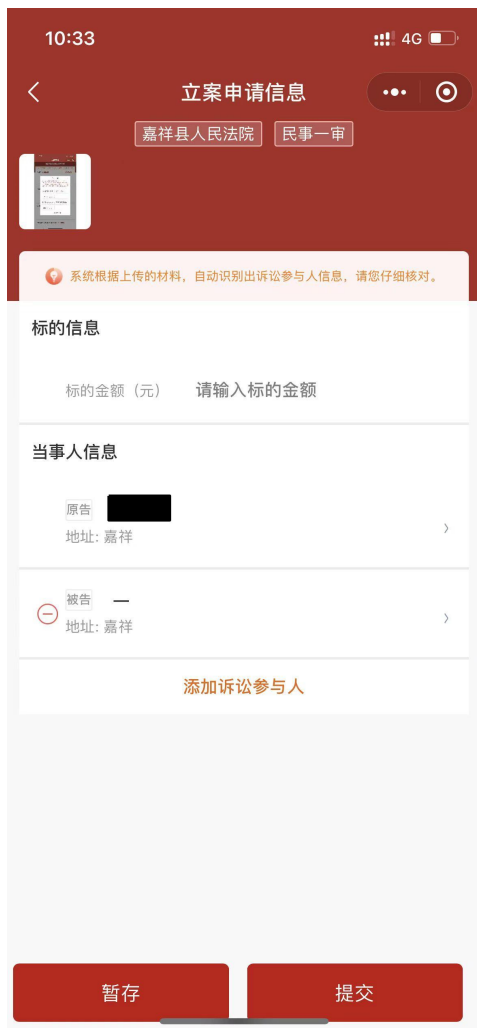 10:33
4G
立案申请信息
嘉祥县人民法院 民事一审
系统根据上传的材料，自动识别出诉讼参与人信息，请您仔细核对。
标的信息
标的金额（元） 请输入标的金额
当事人信息
原告
地址: 嘉祥
被告 一
地址: 嘉祥
添加诉讼参与人
暂存 提交